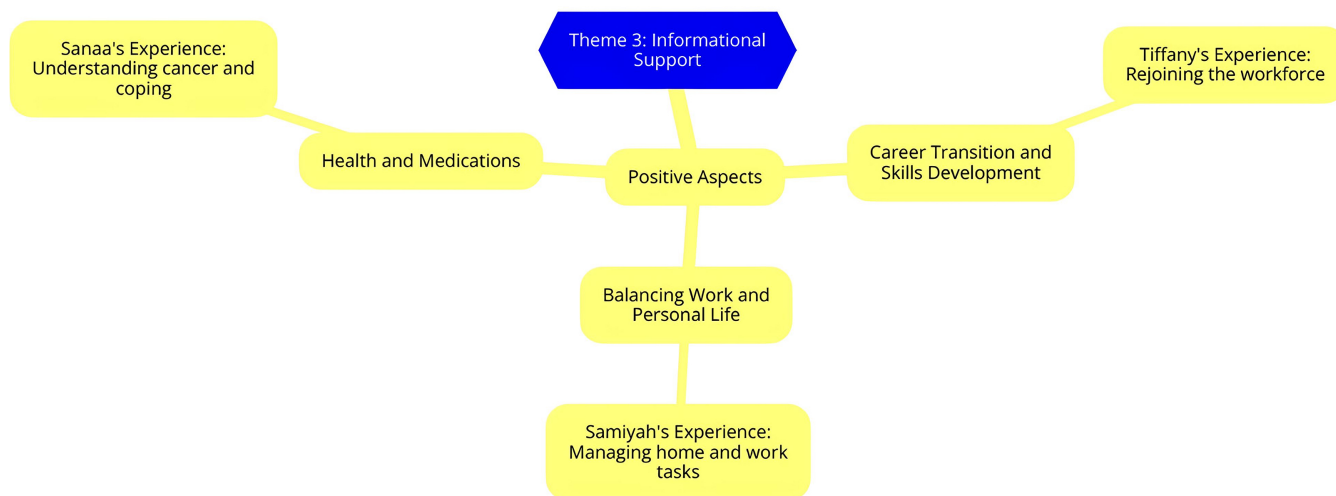 Theme 3: Informational
Support
Sanaa's Experience:
Understanding cancer and
coping
Tiffany's Experience:
Rejoining the workforce
Health and Medications
Positive Aspects
Career Transition and
Skills Development
Balancing Work and
Personal Life
Samiyah's Experience:
Managing home and work
tasks